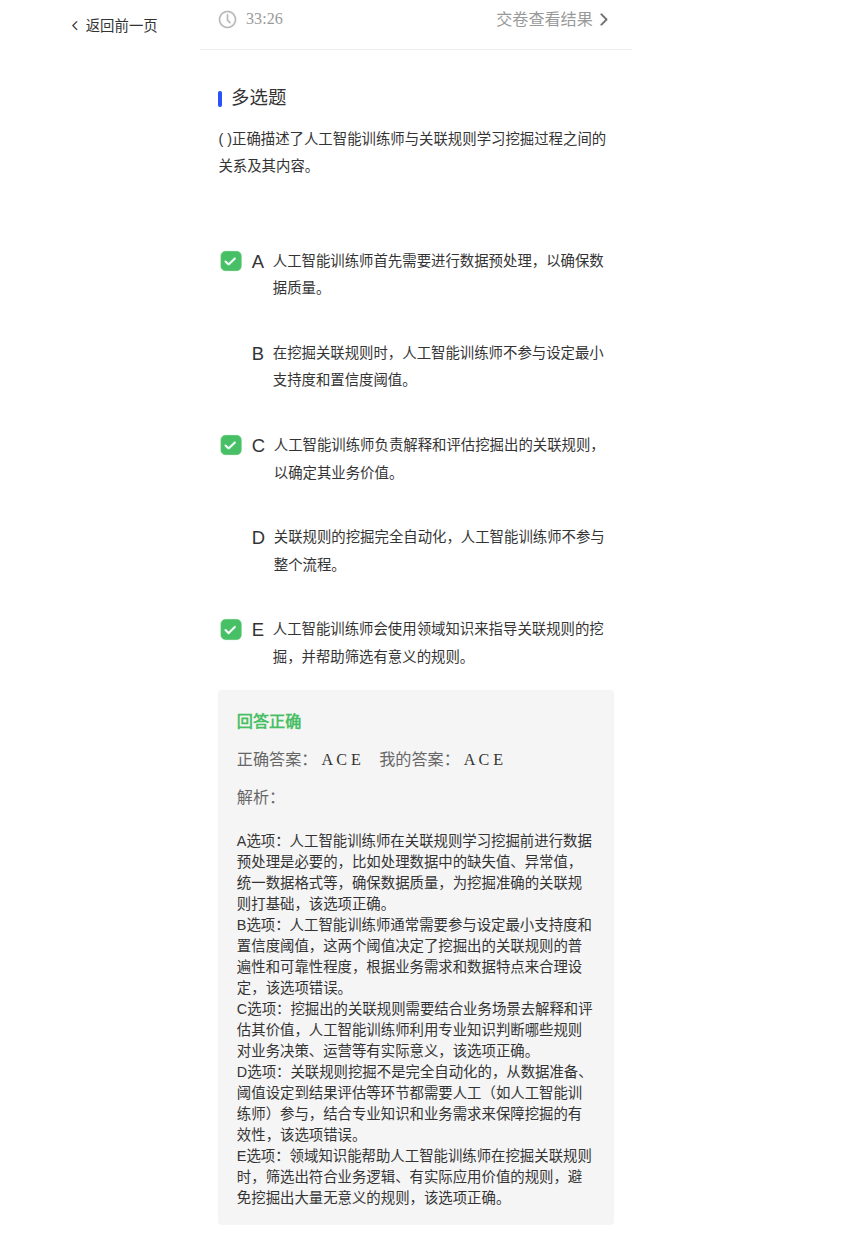 返回前一页
33:26
交卷查看结果
多选题
( )正确描述了人工智能训练师与关联规则学习挖掘过程之间的
关系及其内容。
A 人工智能训练师首先需要进行数据预处理，以确保数
据质量。
B 在挖掘关联规则时，人工智能训练师不参与设定最小
支持度和置信度阈值。
C 人工智能训练师负责解释和评估挖掘出的关联规则，
以确定其业务价值。
D 关联规则的挖掘完全自动化，人工智能训练师不参与
整个流程。
E 人工智能训练师会使用领域知识来指导关联规则的挖
掘，并帮助筛选有意义的规则。
回答正确
正确答案： A C E 我的答案： A C E
解析：
A选项：人工智能训练师在关联规则学习挖掘前进行数据
预处理是必要的，比如处理数据中的缺失值、异常值，
统一数据格式等，确保数据质量，为挖掘准确的关联规
则打基础，该选项正确。
B选项：人工智能训练师通常需要参与设定最小支持度和
置信度阈值，这两个阈值决定了挖掘出的关联规则的普
遍性和可靠性程度，根据业务需求和数据特点来合理设
定，该选项错误。
C选项：挖掘出的关联规则需要结合业务场景去解释和评
估其价值，人工智能训练师利用专业知识判断哪些规则
对业务决策、运营等有实际意义，该选项正确。
D选项：关联规则挖掘不是完全自动化的，从数据准备、
阈值设定到结果评估等环节都需要人工（如人工智能训
练师）参与，结合专业知识和业务需求来保障挖掘的有
效性，该选项错误。
E选项：领域知识能帮助人工智能训练师在挖掘关联规则
时，筛选出符合业务逻辑、有实际应用价值的规则，避
免挖掘出大量无意义的规则，该选项正确。